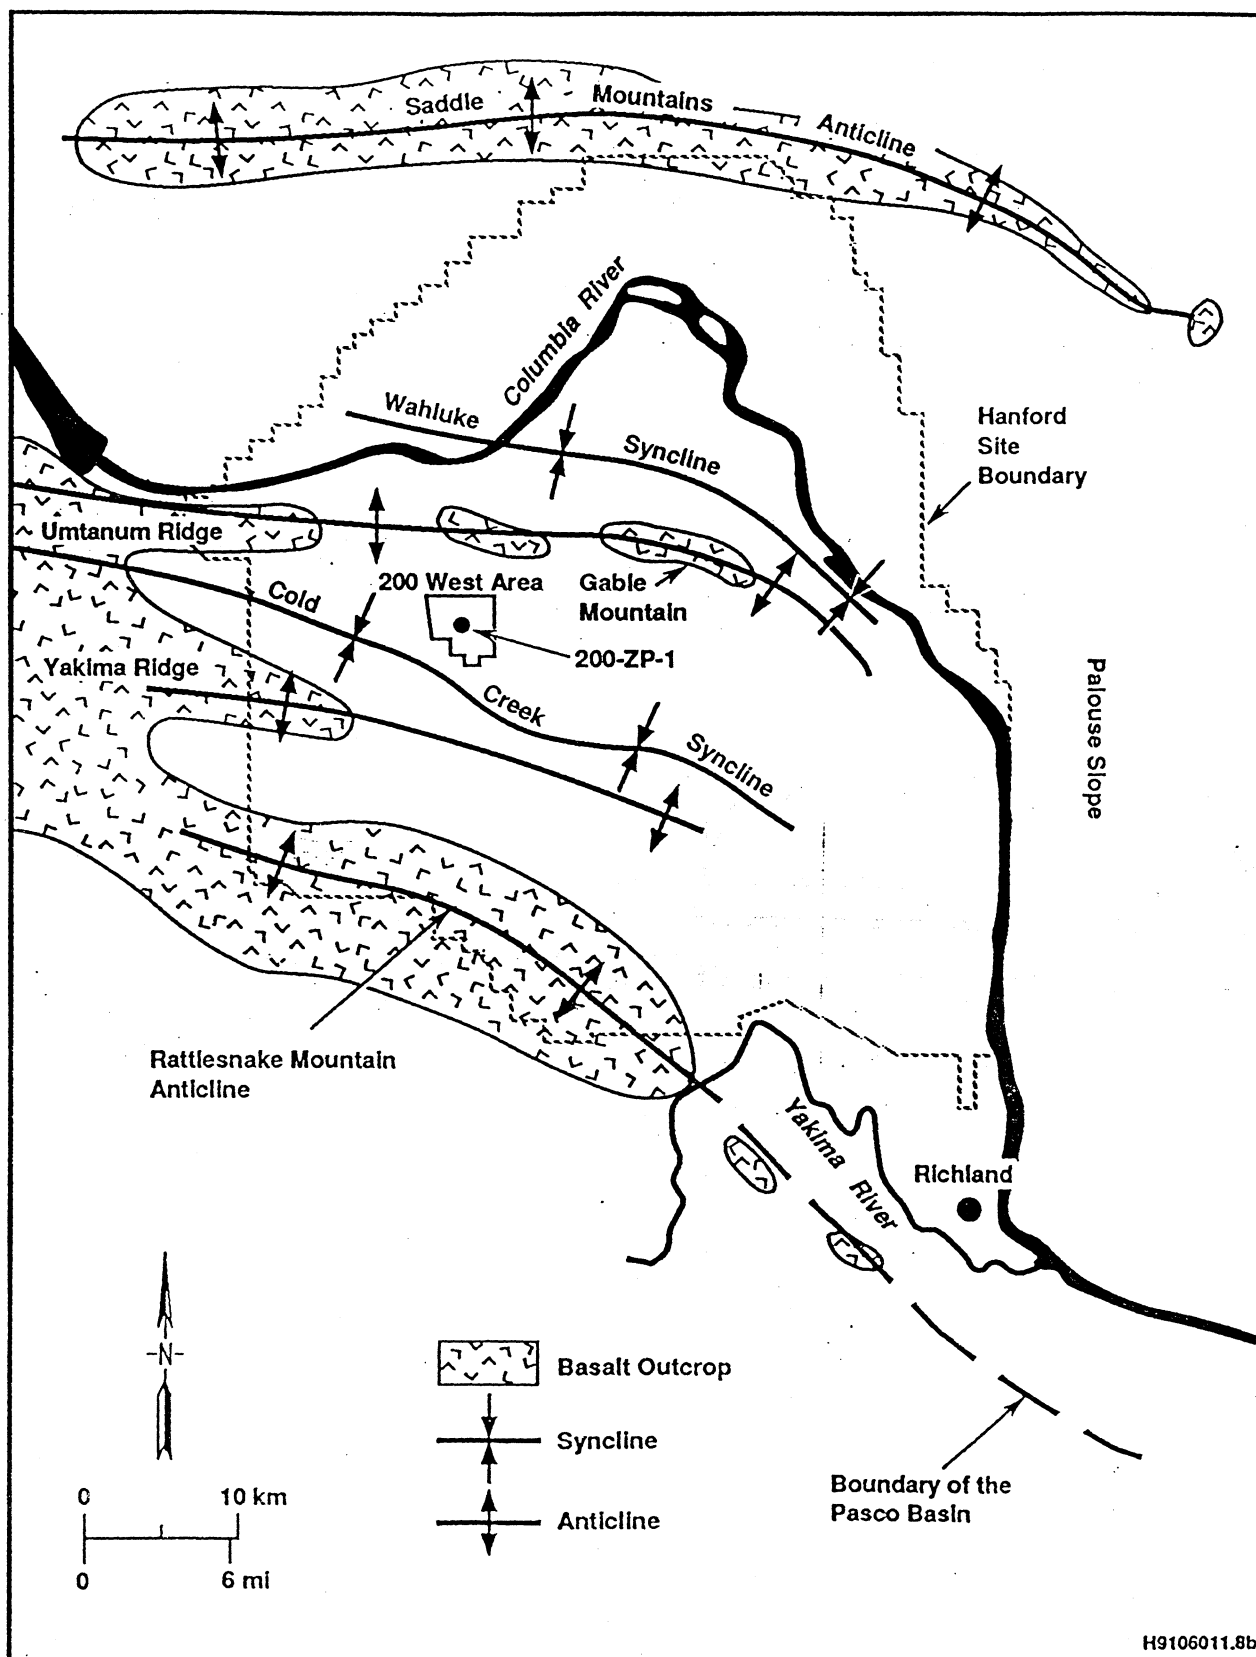 Saddle Mountains Anticline
Columbia River
Wahluke Syncline
Hanford
Site
Boundary
Umtanum Ridge
200 West Area
Gable
Mountain
Cold Creek Syncline
200-ZP-1
Yakima Ridge
Palouse Slope
Rattlesnake Mountain
Anticline
Yakima River
Richland
N
Basalt Outcrop
Syncline
Anticline
Boundary of the
Pasco Basin
0 10 km
0 6 mi
H9106011.8b